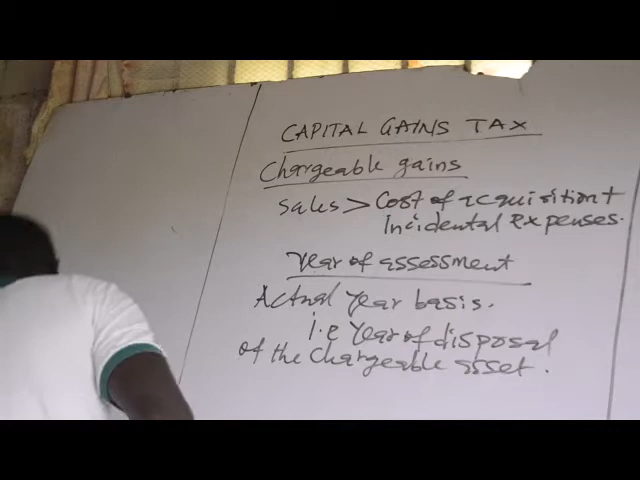 CAPITAL GAINS TAX
Chargeable gains
Sales > Cost of acquisition +
Incidental Expenses.
Year of assessment
Actual Year basis.
i.e Year of disposal
of the Chargeable asset.